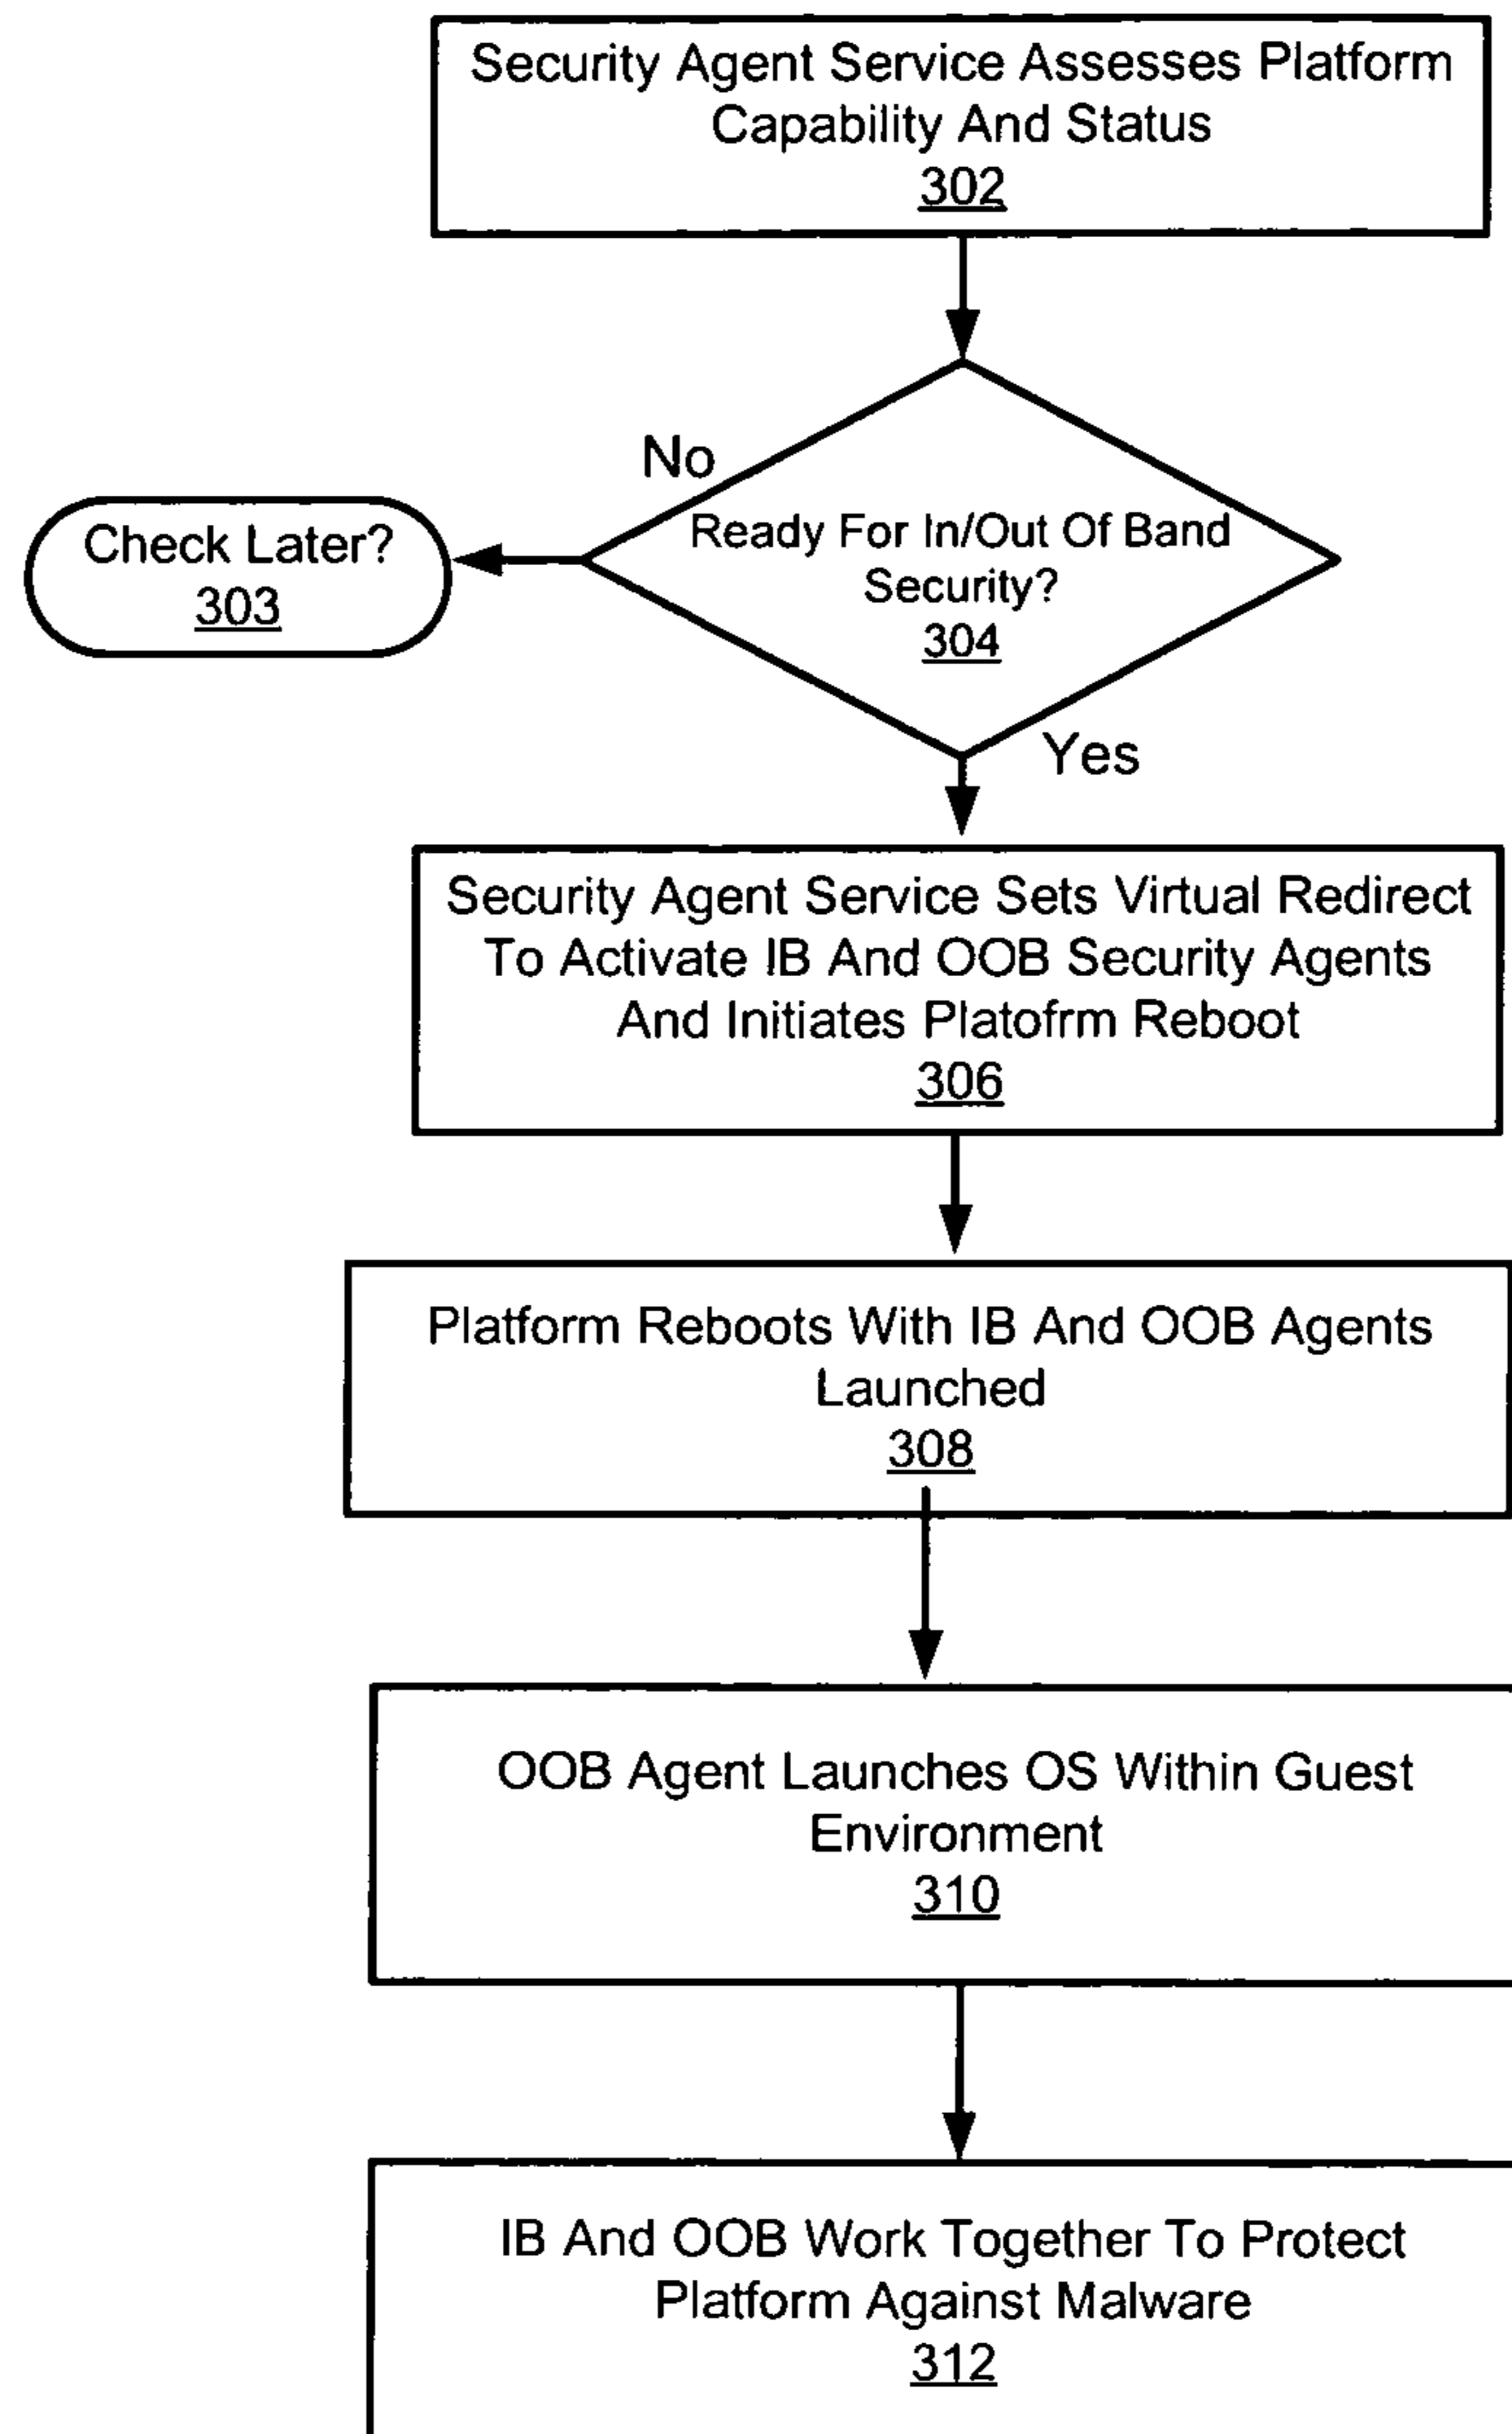 Security Agent Service Assesses Platform
Capability And Status
302
No
Ready For In/Out Of Band
Security?
304
Check Later?
303
Yes
Security Agent Service Sets Virtual Redirect
To Activate IB And OOB Security Agents
And Initiates Platofrm Reboot
306
Platform Reboots With IB And OOB Agents
Launched
308
OOB Agent Launches OS Within Guest
Environment
310
IB And OOB Work Together To Protect
Platform Against Malware
312